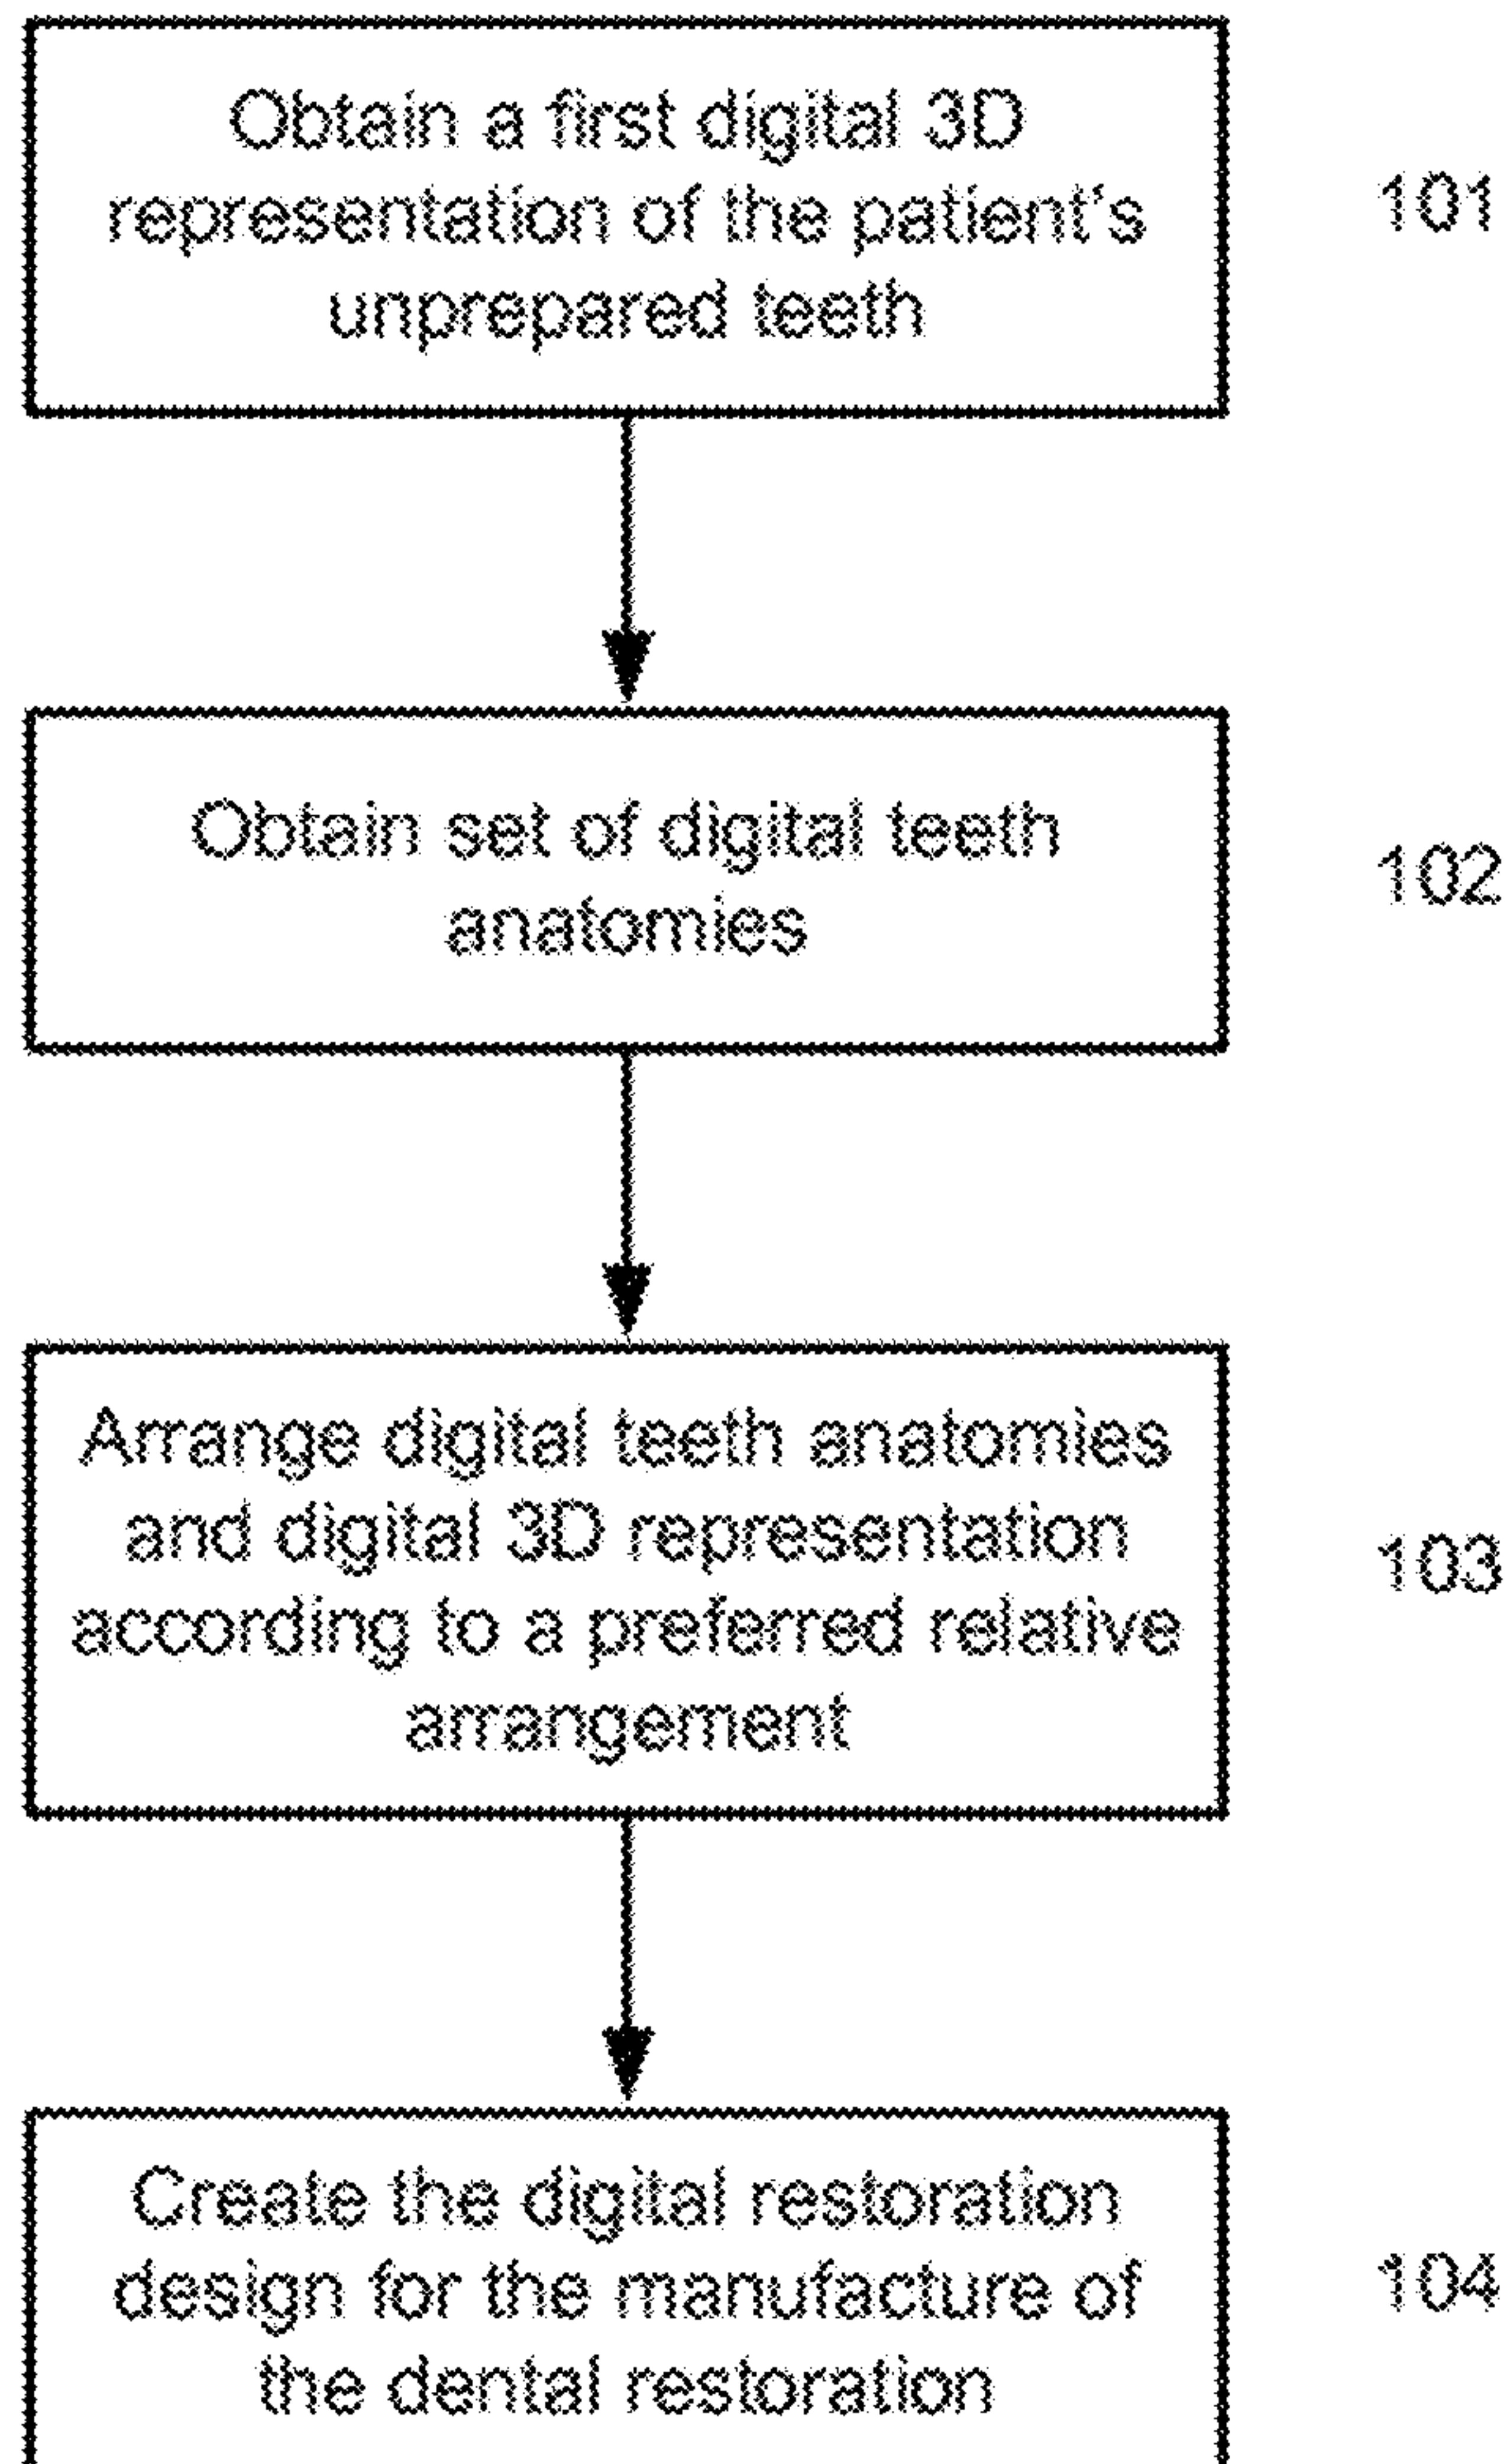 Obtain a first digital 3D
representation of the patient's
unprepared teeth
101
Obtain set of digital teeth
anatomies
102
Arrange digital teeth anatomies
and digital 3D representation
according to a preferred relative
arrangement
103
Create the digital restoration
design for the manufacture of
the dental restoration
104